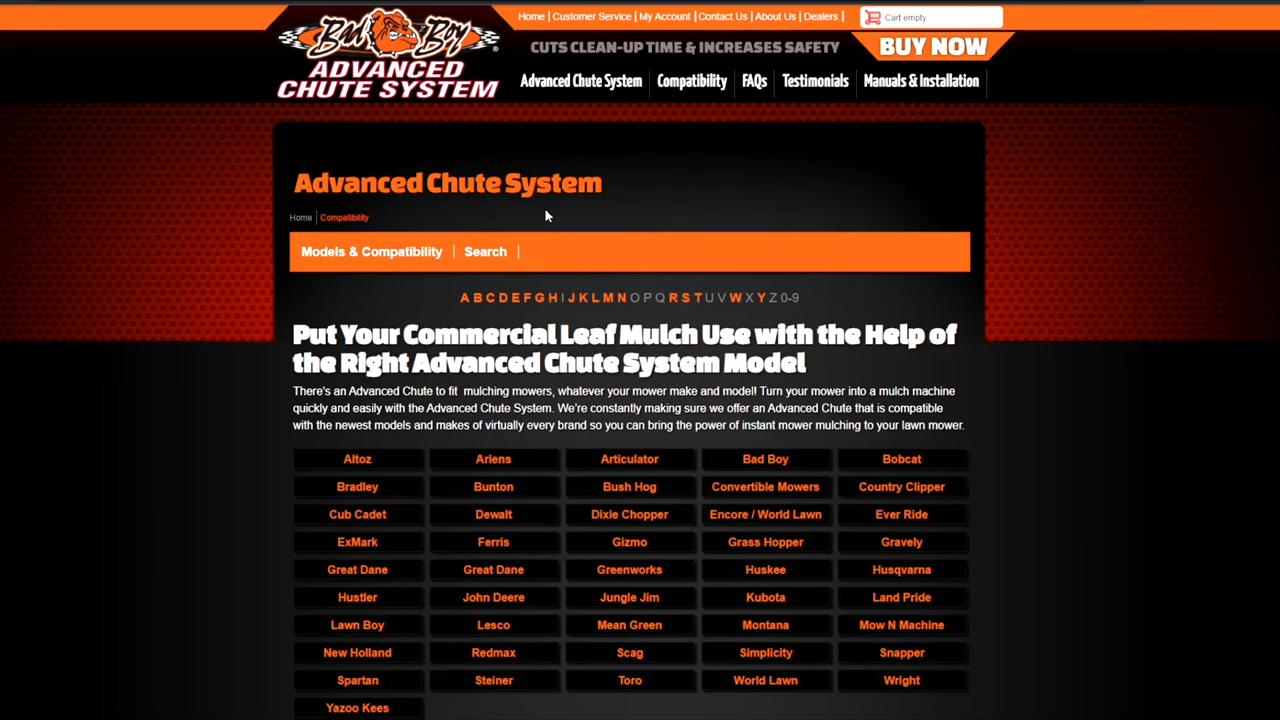 Home | Customer Service | My Account | Contact Us | About Us | Dealers |
Cart empty
Bad Boy®
ADVANCED
CHUTE SYSTEM
CUTS CLEAN-UP TIME & INCREASES SAFETY
BUY NOW
Advanced Chute System | Compatibility | FAQs | Testimonials | Manuals & Installation |
Advanced Chute System
Home | Compatibility
Models & Compatibility | Search |
A B C D E F G H I J K L M N O P Q R S T U V W X Y Z 0-9
Put Your Commercial Leaf Mulch Use with the Help of
the Right Advanced Chute System Model
There's an Advanced Chute to fit mulching mowers, whatever your mower make and model! Turn your mower into a mulch machine
quickly and easily with the Advanced Chute System. We're constantly making sure we offer an Advanced Chute that is compatible
with the newest models and makes of virtually every brand so you can bring the power of instant mower mulching to your lawn mower.
Altoz Ariens Articulator Bad Boy Bobcat
Bradley Bunton Bush Hog Convertible Mowers Country Clipper
Cub Cadet Dewalt Dixie Chopper Encore / World Lawn Ever Ride
ExMark Ferris Gizmo Grass Hopper Gravely
Great Dane Great Dane Greenworks Huskee Husqvarna
Hustler John Deere Jungle Jim Kubota Land Pride
Lawn Boy Lesco Mean Green Montana Mow N Machine
New Holland Redmax Scag Simplicity Snapper
Spartan Steiner Toro World Lawn Wright
Yazoo Kees